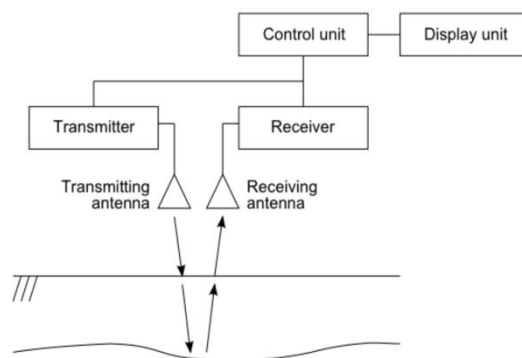 Control unit
Display unit
Transmitter
Receiver
Transmitting
antenna
Receiving
antenna